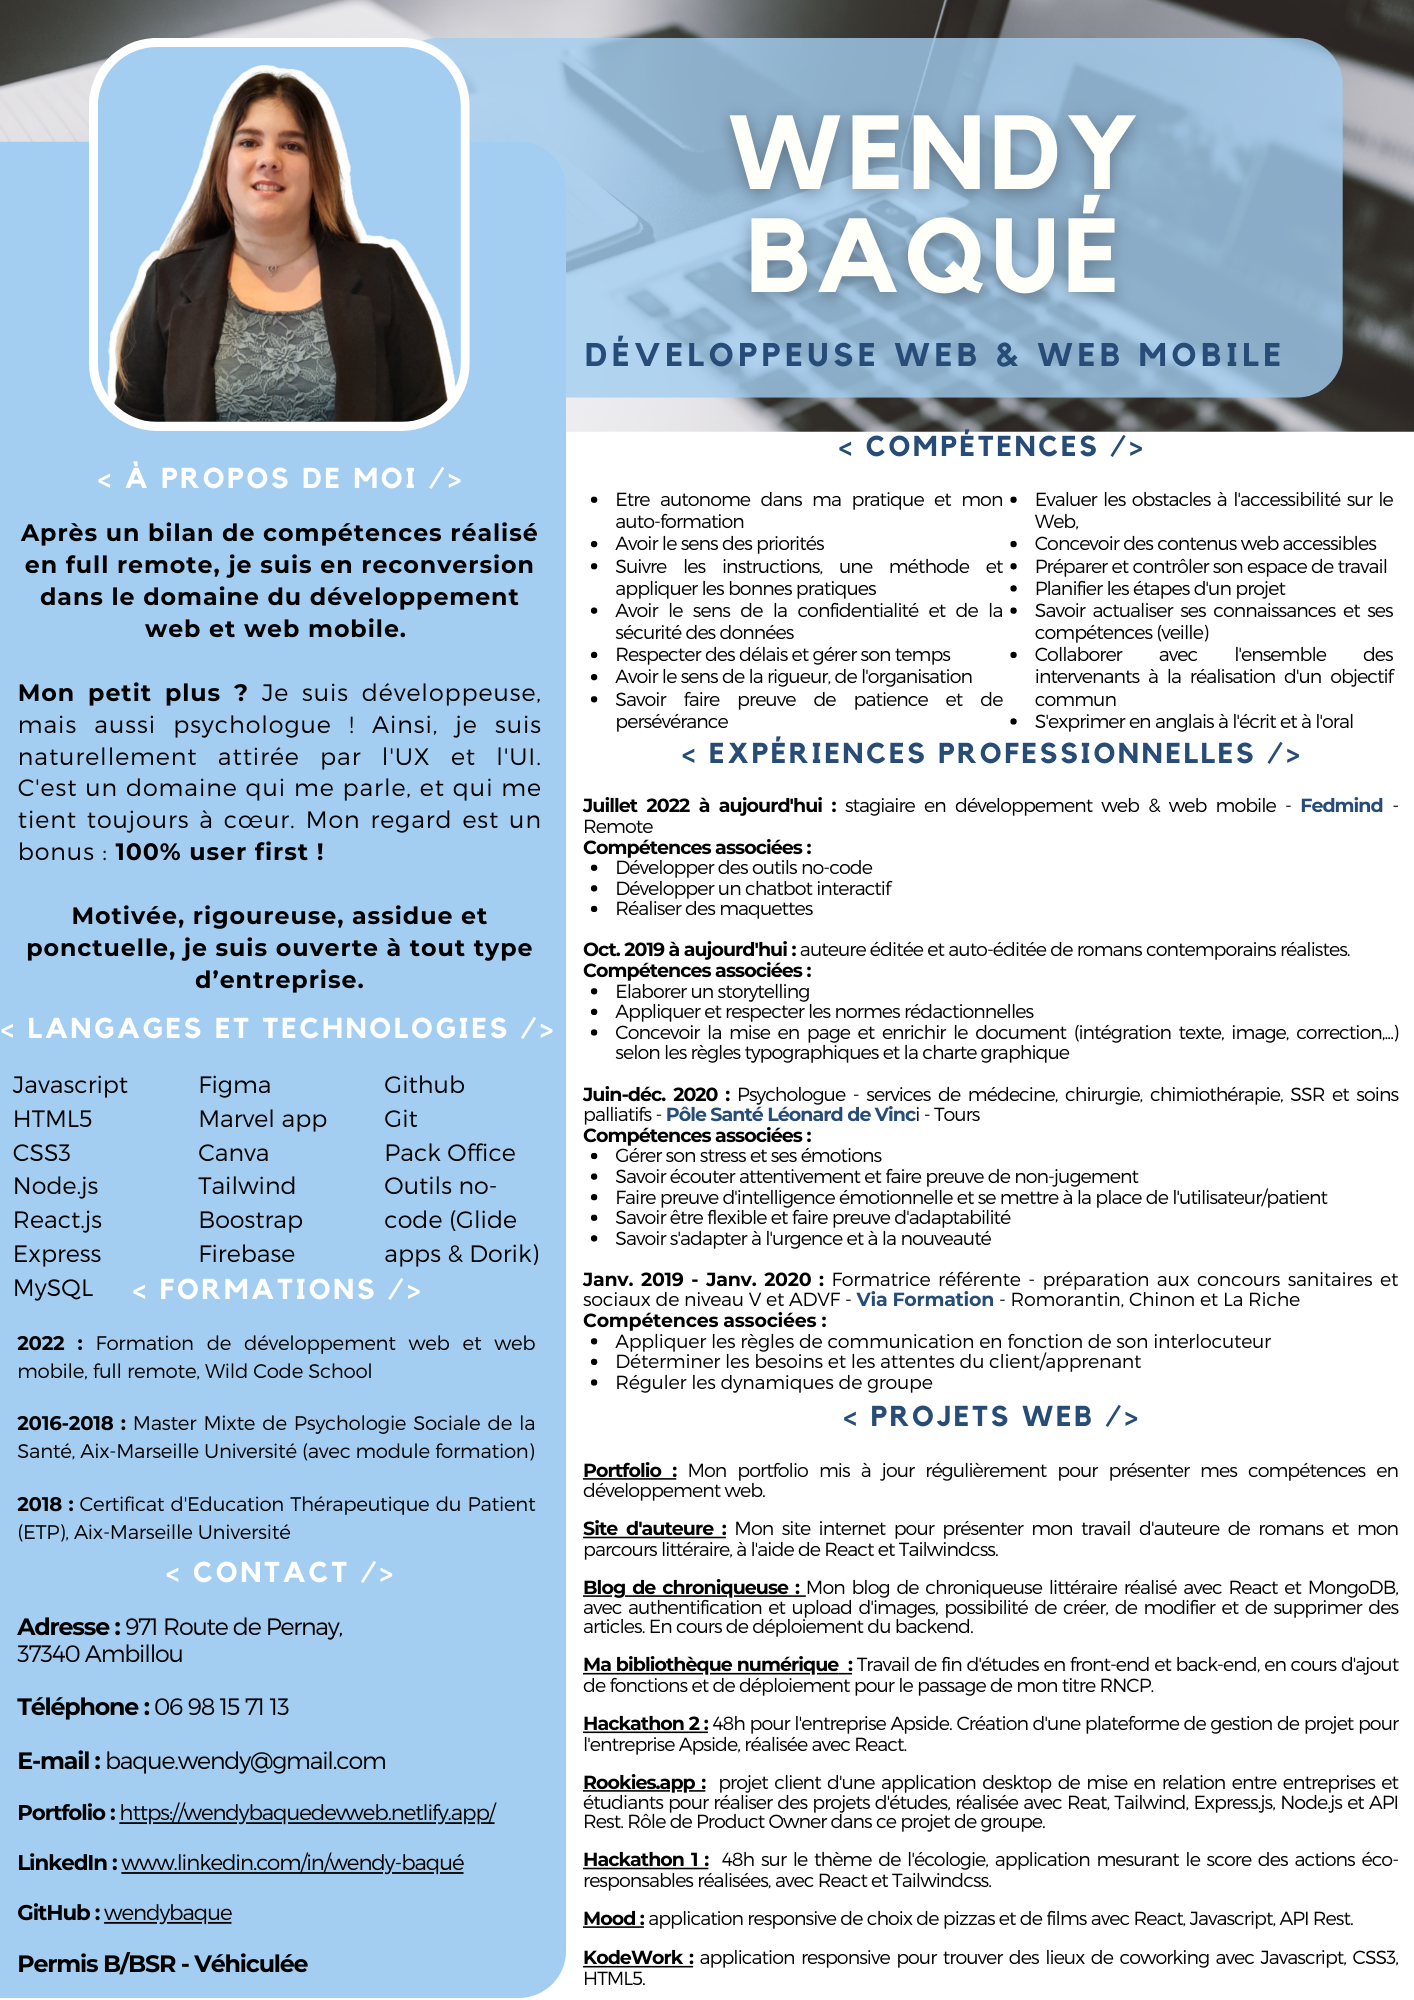 WENDY
BAQUÉ
DÉVELOPPEUSE WEB & WEB MOBILE
< À PROPOS DE MOI />
Après un bilan de compétences réalisé
en full remote, je suis en reconversion
dans le domaine du développement
web et web mobile.
Mon petit plus ? Je suis développeuse,
mais aussi psychologue ! Ainsi, je suis
naturellement attirée par l'UX et l'UI.
C'est un domaine qui me parle, et qui me
tient toujours à cœur. Mon regard est un
bonus : 100% user first !
Motivée, rigoureuse, assidue et
ponctuelle, je suis ouverte à tout type
d’entreprise.
< LANGAGES ET TECHNOLOGIES />
Javascript
HTML5
CSS3
Node.js
React.js
Express
MySQL
Figma
Marvel app
Canva
Tailwind
Boostrap
Firebase
Github
Git
Pack Office
Outils no-
code (Glide
apps & Dorik)
< FORMATIONS />
2022 : Formation de développement web et web
mobile, full remote, Wild Code School
2016-2018 : Master Mixte de Psychologie Sociale de la
Santé, Aix-Marseille Université (avec module formation)
2018 : Certificat d'Education Thérapeutique du Patient
(ETP), Aix-Marseille Université
< CONTACT />
Adresse : 971 Route de Pernay,
37340 Ambillou
Téléphone : 06 98 15 71 13
E-mail : baque.wendy@gmail.com
Portfolio : https://wendybaquedevweb.netlify.app/
LinkedIn : www.linkedin.com/in/wendy-baqué
GitHub : wendybaque
Permis B/BSR - Véhiculée
< COMPÉTENCES />
Etre autonome dans ma pratique et mon
auto-formation
Avoir le sens des priorités
Suivre les instructions, une méthode et
appliquer les bonnes pratiques
Avoir le sens de la confidentialité et de la
sécurité des données
Respecter des délais et gérer son temps
Avoir le sens de la rigueur, de l'organisation
Savoir faire preuve de patience et de
persévérance
Evaluer les obstacles à l'accessibilité sur le
Web,
Concevoir des contenus web accessibles
Préparer et contrôler son espace de travail
Planifier les étapes d'un projet
Savoir actualiser ses connaissances et ses
compétences (veille)
Collaborer avec l'ensemble des
intervenants à la réalisation d'un objectif
commun
S'exprimer en anglais à l'écrit et à l'oral
< EXPÉRIENCES PROFESSIONNELLES />
Juillet 2022 à aujourd'hui : stagiaire en développement web & web mobile - Fedmind -
Remote
Compétences associées :
Développer des outils no-code
Développer un chatbot interactif
Réaliser des maquettes
Oct. 2019 à aujourd'hui : auteure éditée et auto-éditée de romans contemporains réalistes.
Compétences associées :
Elaborer un storytelling
Appliquer et respecter les normes rédactionnelles
Concevoir la mise en page et enrichir le document (intégration texte, image, correction,...)
selon les règles typographiques et la charte graphique
Juin-déc. 2020 : Psychologue - services de médecine, chirurgie, chimiothérapie, SSR et soins
palliatifs - Pôle Santé Léonard de Vinci - Tours
Compétences associées :
Gérer son stress et ses émotions
Savoir écouter attentivement et faire preuve de non-jugement
Faire preuve d'intelligence émotionnelle et se mettre à la place de l'utilisateur/patient
Savoir être flexible et faire preuve d'adaptabilité
Savoir s'adapter à l'urgence et à la nouveauté
Janv. 2019 - Janv. 2020 : Formatrice référente - préparation aux concours sanitaires et
sociaux de niveau V et ADVF - Via Formation - Romorantin, Chinon et La Riche
Compétences associées :
Appliquer les règles de communication en fonction de son interlocuteur
Déterminer les besoins et les attentes du client/apprenant
Réguler les dynamiques de groupe
< PROJETS WEB />
Portfolio : Mon portfolio mis à jour régulièrement pour présenter mes compétences en
développement web.
Site d'auteure : Mon site internet pour présenter mon travail d'auteure de romans et mon
parcours littéraire, à l'aide de React et Tailwindcss.
Blog de chroniqueuse : Mon blog de chroniqueuse littéraire réalisé avec React et MongoDB,
avec authentification et upload d'images, possibilité de créer, de modifier et de supprimer des
articles. En cours de déploiement du backend.
Ma bibliothèque numérique : Travail de fin d'études en front-end et back-end, en cours d'ajout
de fonctions et de déploiement pour le passage de mon titre RNCP.
Hackathon 2 : 48h pour l'entreprise Apside. Création d'une plateforme de gestion de projet pour
l'entreprise Apside, réalisée avec React.
Rookies.app : projet client d'une application desktop de mise en relation entre entreprises et
étudiants pour réaliser des projets d'études, réalisée avec Reat, Tailwind, Express.js, Node.js et API
Rest. Rôle de Product Owner dans ce projet de groupe.
Hackathon 1 : 48h sur le thème de l'écologie, application mesurant le score des actions éco-
responsables réalisées, avec React et Tailwindcss.
Mood : application responsive de choix de pizzas et de films avec React, Javascript, API Rest.
KodeWork : application responsive pour trouver des lieux de coworking avec Javascript, CSS3,
HTML5.